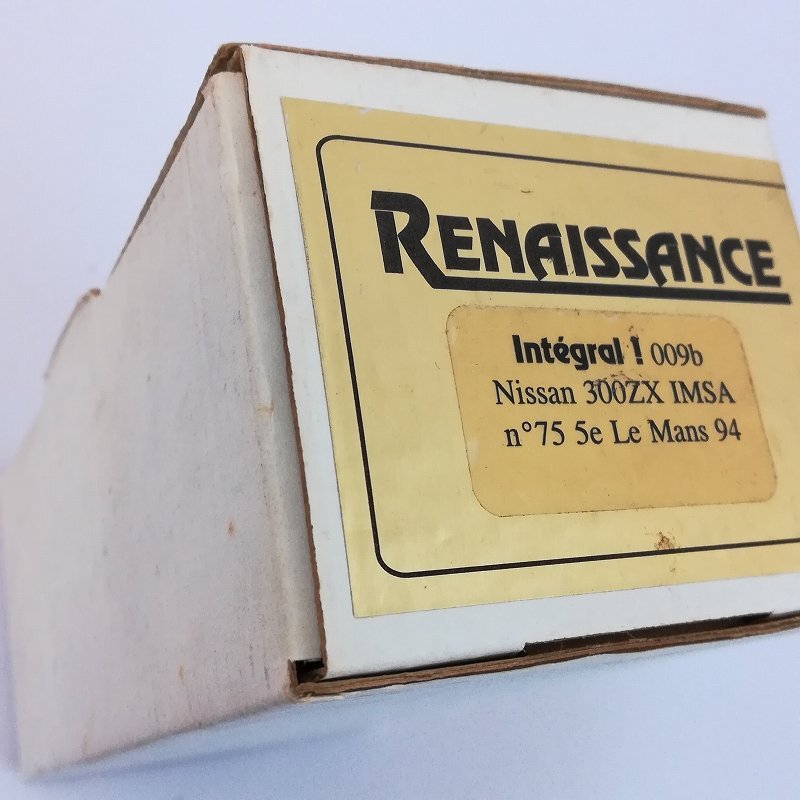 RENAISSANCE
Intégral ! 009b
Nissan 300ZX IMSA
n°75 5e Le Mans 94